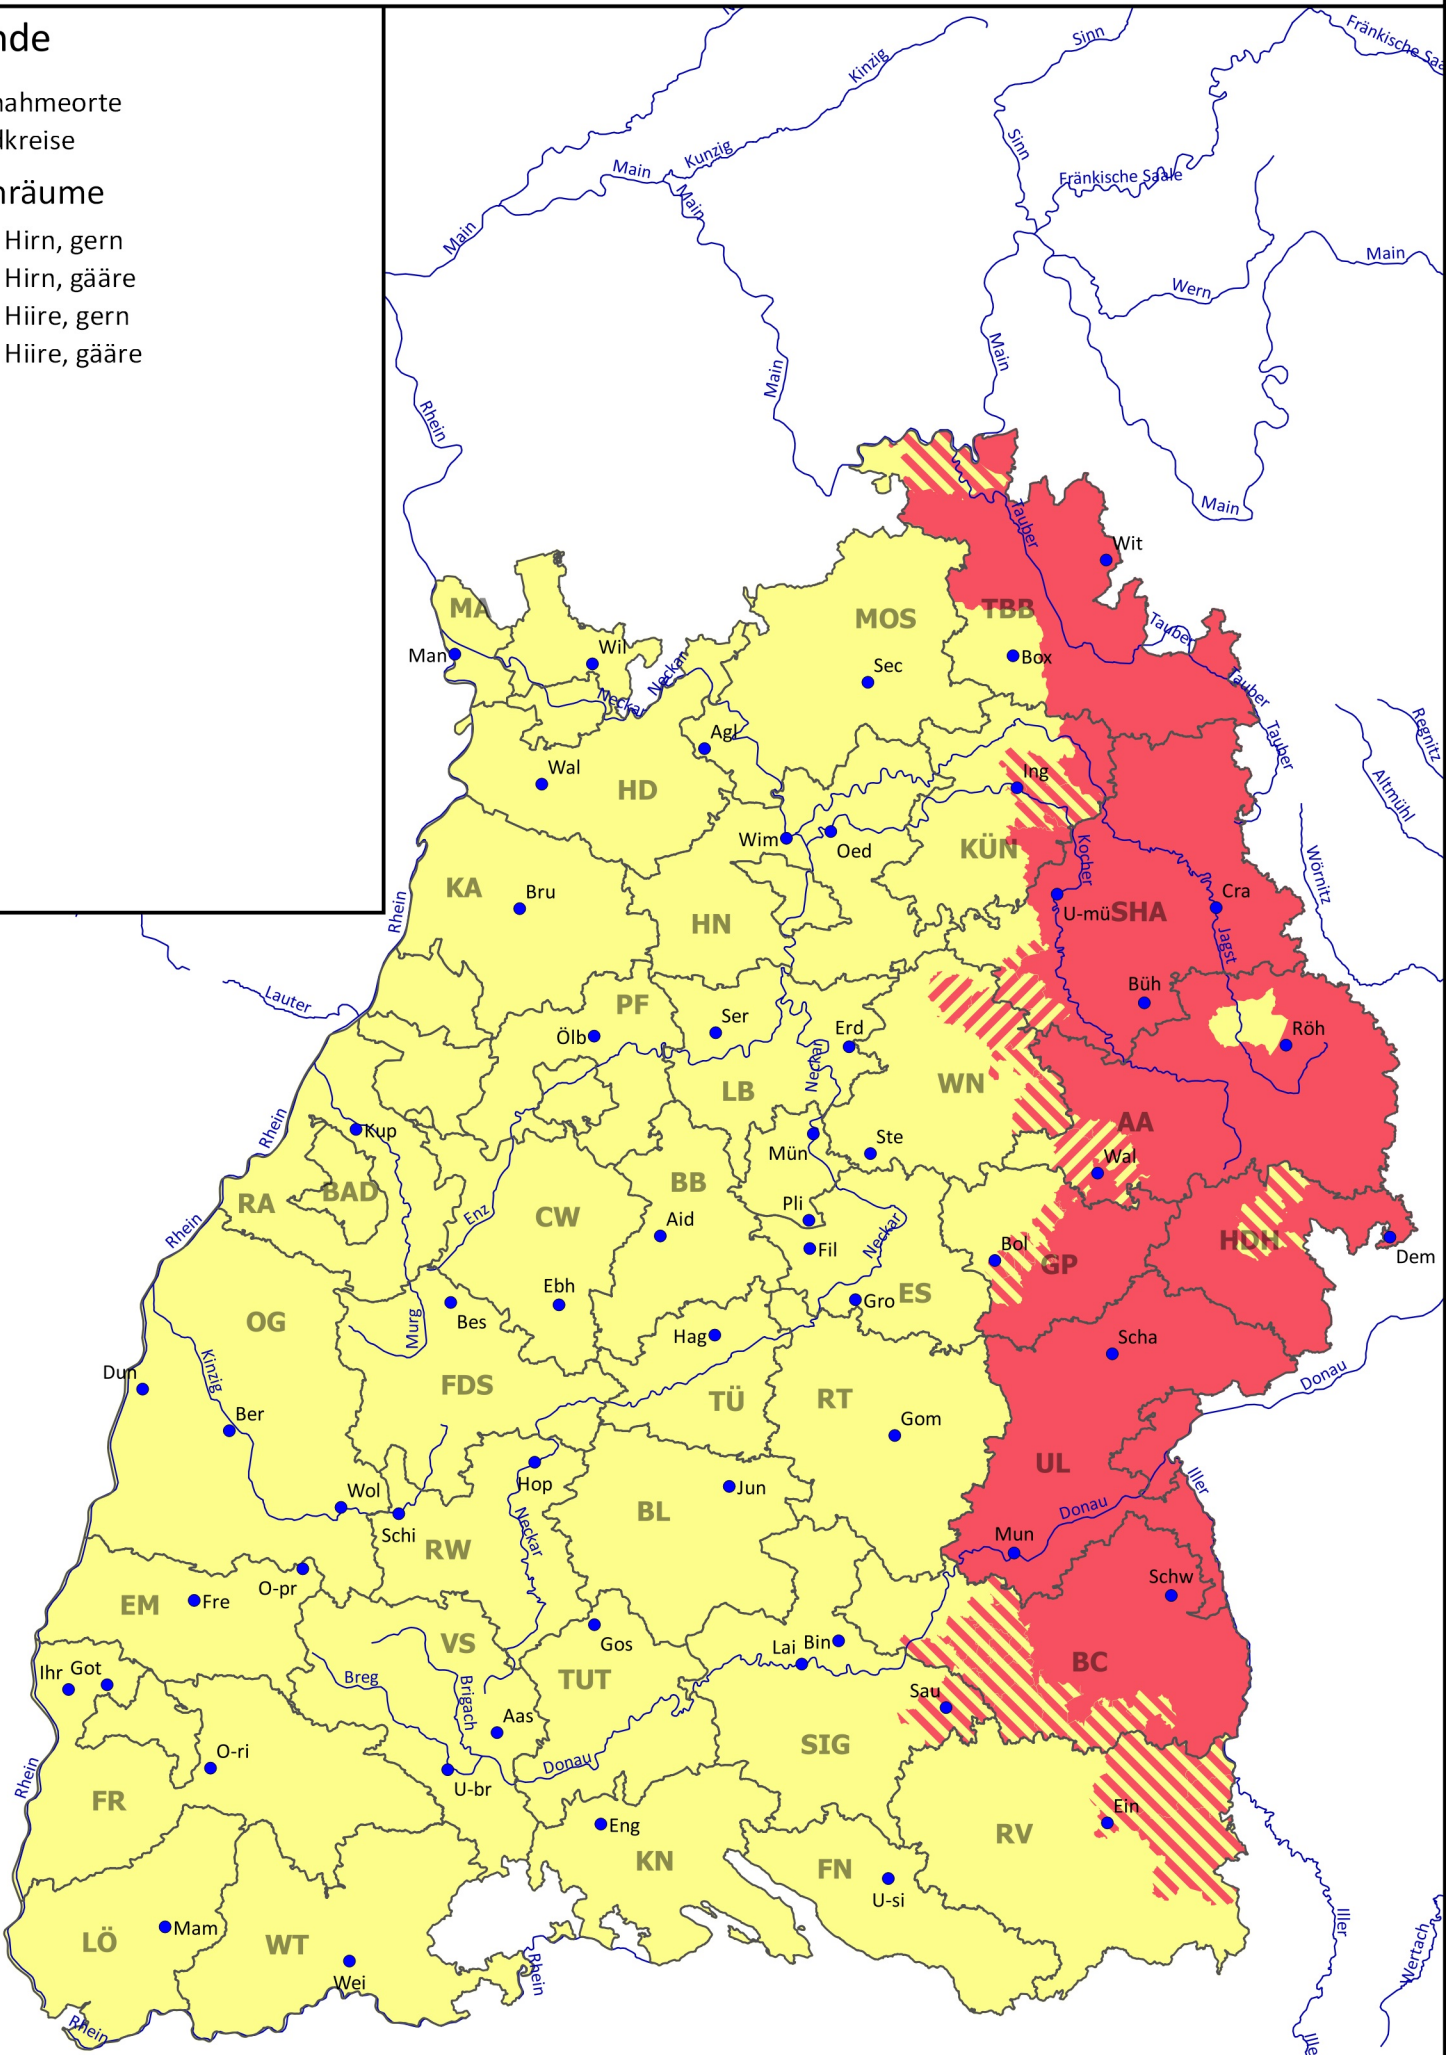 nde
nahmeorte
dkreise
nräume
Hirn, gern
Hirn, gääre
Hiire, gern
Hiire, gääre
Kinzig
Sinn
Fränkische Saa
Sinn
Kunzig
Main
Main
Fränkische Saale
Main
Main
Wern
Main
Main
Rhein
Main
Tauber
Wit
MA
MOS
TBB
Tauber
Man
Wil
Sec
Box
Neckar
Neckar
Tauber
Agl
Tauber
Regnitz
Wal
HD
Ing
Altmühl
Wim
Oed
KÜN
Kocher
Wörnitz
KA
Bru
Rhein
HN
U-mü
SHA
Cra
Jagst
Lauter
PF
Büh
Ölb
Ser
Erd
Röh
Neckar
LB
WN
Rhein
Kup
AA
Mün
Ste
Wal
RA
BAD
BB
Rhein
Enz
CW
Aid
Pli
Fil
Neckar
Bol
GP
HDH
Dem
OG
Murg
Bes
Ebh
Gro
ES
Hag
Scha
Dun
Kinzig
FDS
TÜ
RT
Donau
Ber
Gom
UL
Wol
Hop
Jun
Iller
Schi
BL
Donau
Neckar
RW
Mun
O-pr
Schw
EM
Fre
VS
Gos
Lai
Bin
BC
Ihr
Got
Breg
Brigach
TUT
Sau
Aas
SIG
O-ri
Donau
Rhein
U-br
FR
Eng
Ein
RV
KN
FN
U-si
LÖ
Mam
WT
Iller
Wei
Rhein
Wertach
Rhein
Ille